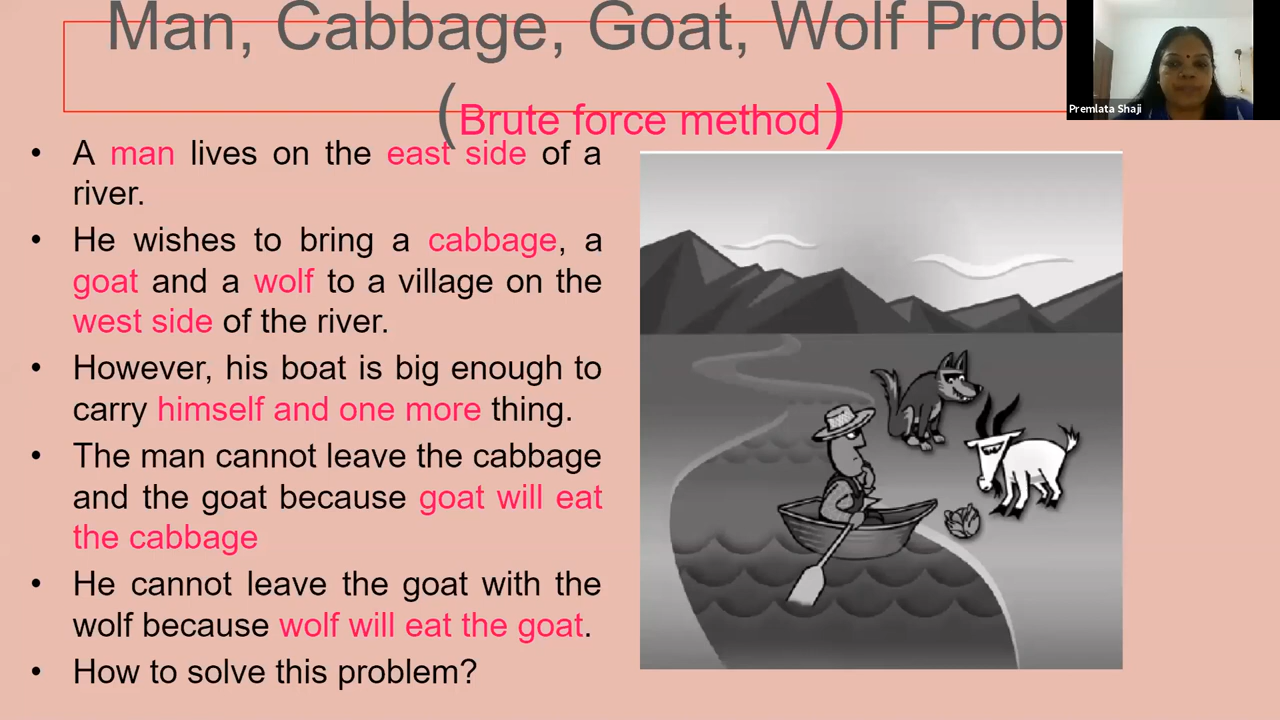 Man, Cabbage, Goat, Wolf Prob
(Brute force method)
Premlata Shaji
• A man lives on the east side of a
river.
• He wishes to bring a cabbage, a
goat and a wolf to a village on the
west side of the river.
• However, his boat is big enough to
carry himself and one more thing.
• The man cannot leave the cabbage
and the goat because goat will eat
the cabbage
• He cannot leave the goat with the
wolf because wolf will eat the goat.
• How to solve this problem?